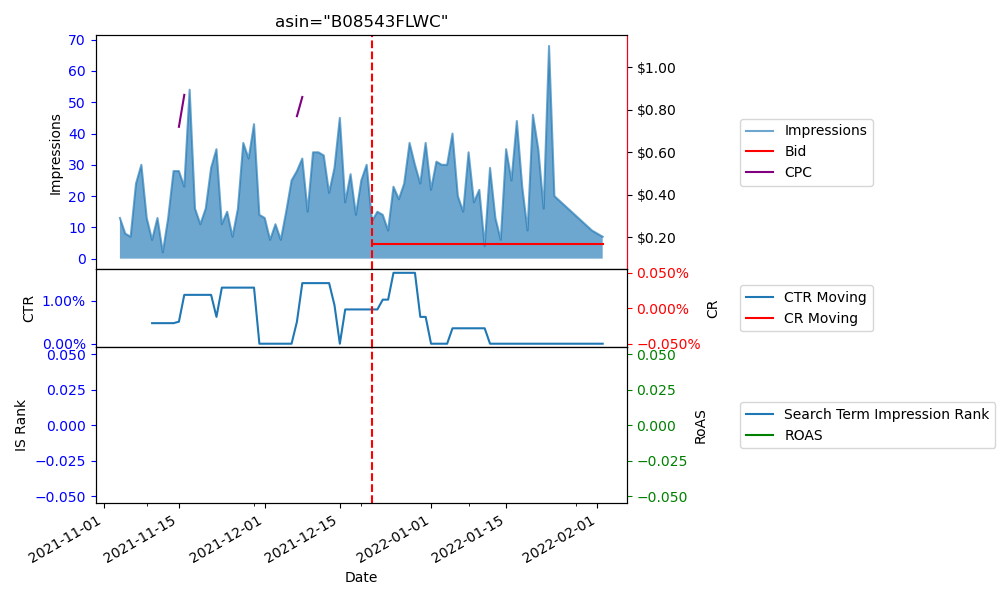 asin="B08543FLWC"
70
60
50
40
30
20
10
0
Impressions
$1.00
$0.80
$0.60
$0.40
$0.20
Impressions
Bid
CPC
1.00%
0.00%
CTR
0.050%
0.000%
−0.050%
CR
CTR Moving
CR Moving
0.050
0.025
0.000
−0.025
−0.050
IS Rank
0.050
0.025
0.000
−0.025
−0.050
RoAS
Search Term Impression Rank
ROAS
2021-11-01
2021-11-15
2021-12-01
2021-12-15
2022-01-01
2022-01-15
2022-02-01
Date